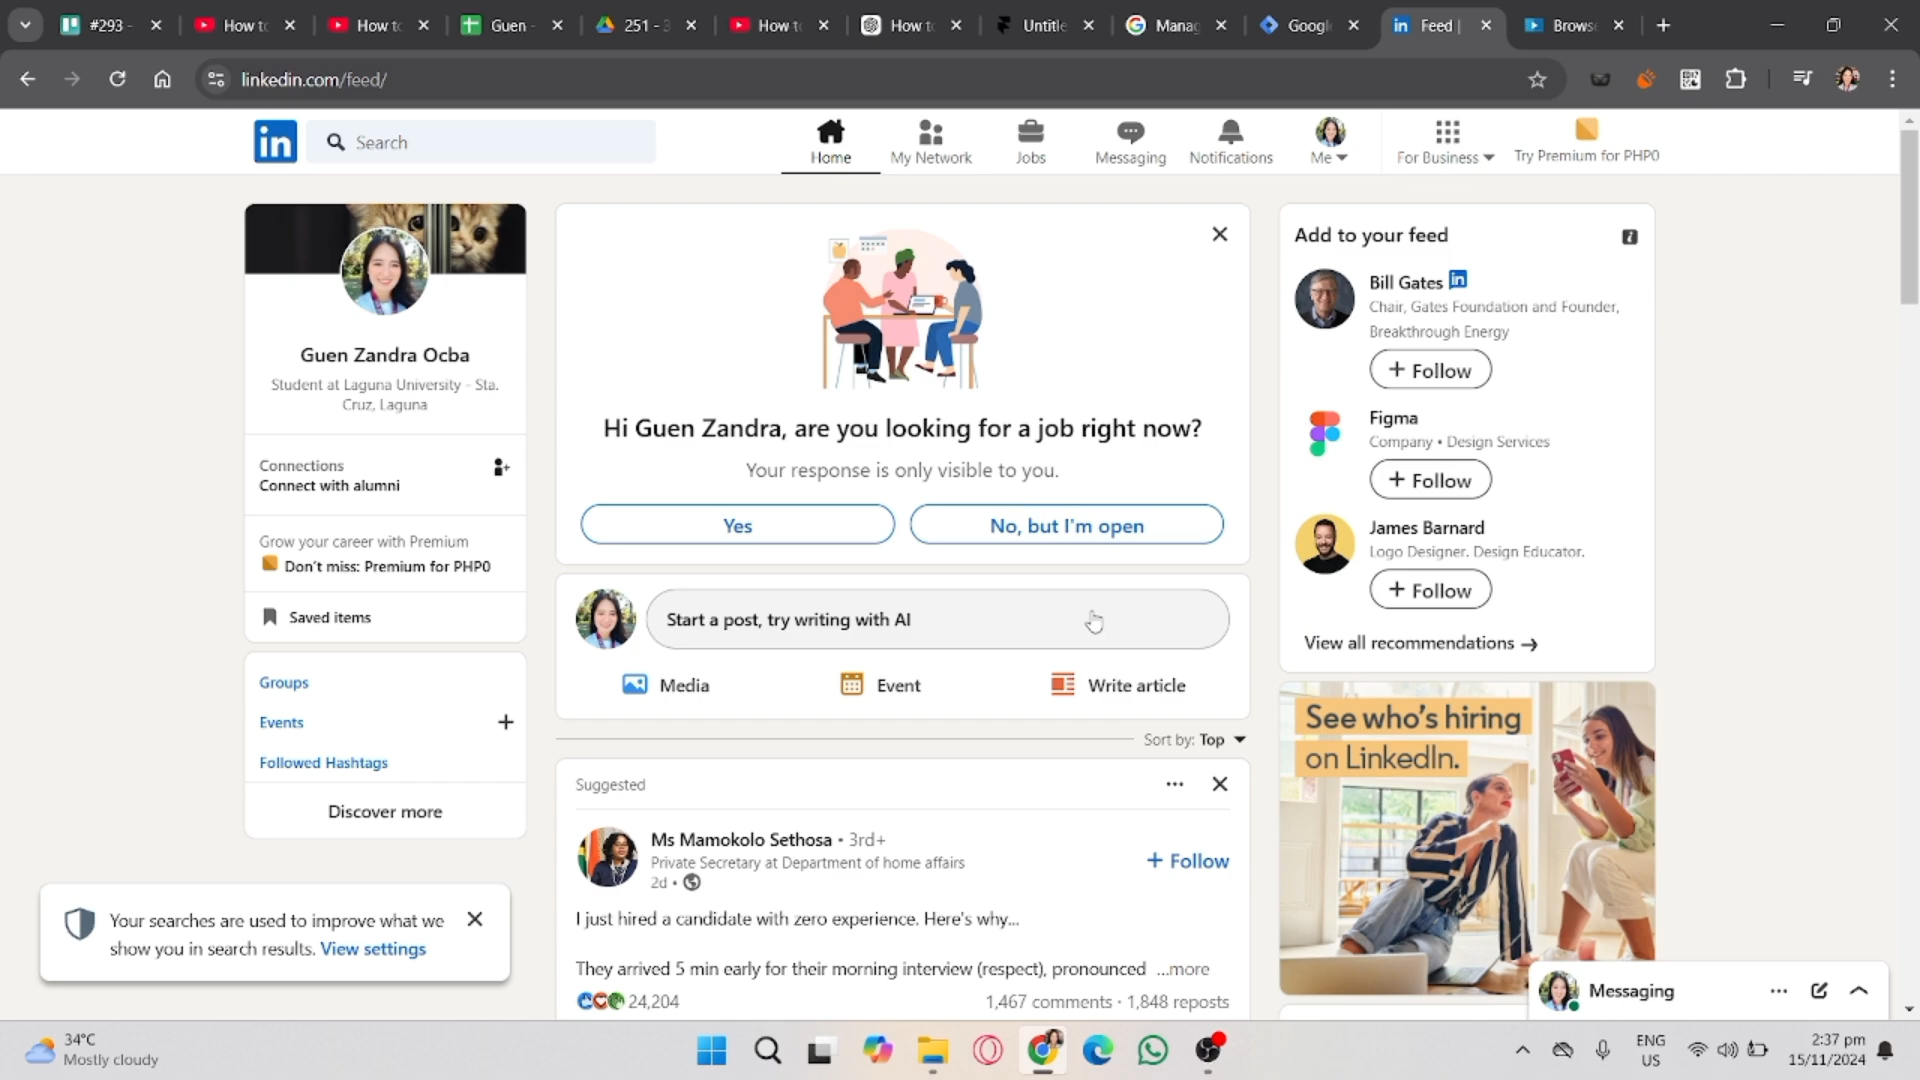 #293 -
How to
How to
Guen -
251 - 3
How to
How to
Untitle
Manag
Google
Feed |
Browse
linkedin.com/feed/
in
Search
Home
My Network
Jobs
Messaging
Notifications
Me
For Business
Try Premium for PHP0
Guen Zandra Ocba
Student at Laguna University - Sta.
Cruz, Laguna
Connections
Connect with alumni
Grow your career with Premium
Don't miss: Premium for PHP0
Saved items
Groups
Events
Followed Hashtags
Discover more
Your searches are used to improve what we
show you in search results. View settings
Hi Guen Zandra, are you looking for a job right now?
Your response is only visible to you.
Yes
No, but I'm open
Start a post, try writing with AI
Media
Event
Write article
Sort by: Top
Suggested
Ms Mamokolo Sethosa • 3rd+
Private Secretary at Department of home affairs
2d •
+ Follow
I just hired a candidate with zero experience. Here's why...
They arrived 5 min early for their morning interview (respect), pronounced ...more
24,204
1,467 comments · 1,848 reposts
Add to your feed
Bill Gates in
Chair, Gates Foundation and Founder,
Breakthrough Energy
+ Follow
Figma
Company • Design Services
+ Follow
James Barnard
Logo Designer. Design Educator.
+ Follow
View all recommendations →
See who's hiring
on LinkedIn.
Messaging
34°C
Mostly cloudy
ENG
US
2:37 pm
15/11/2024